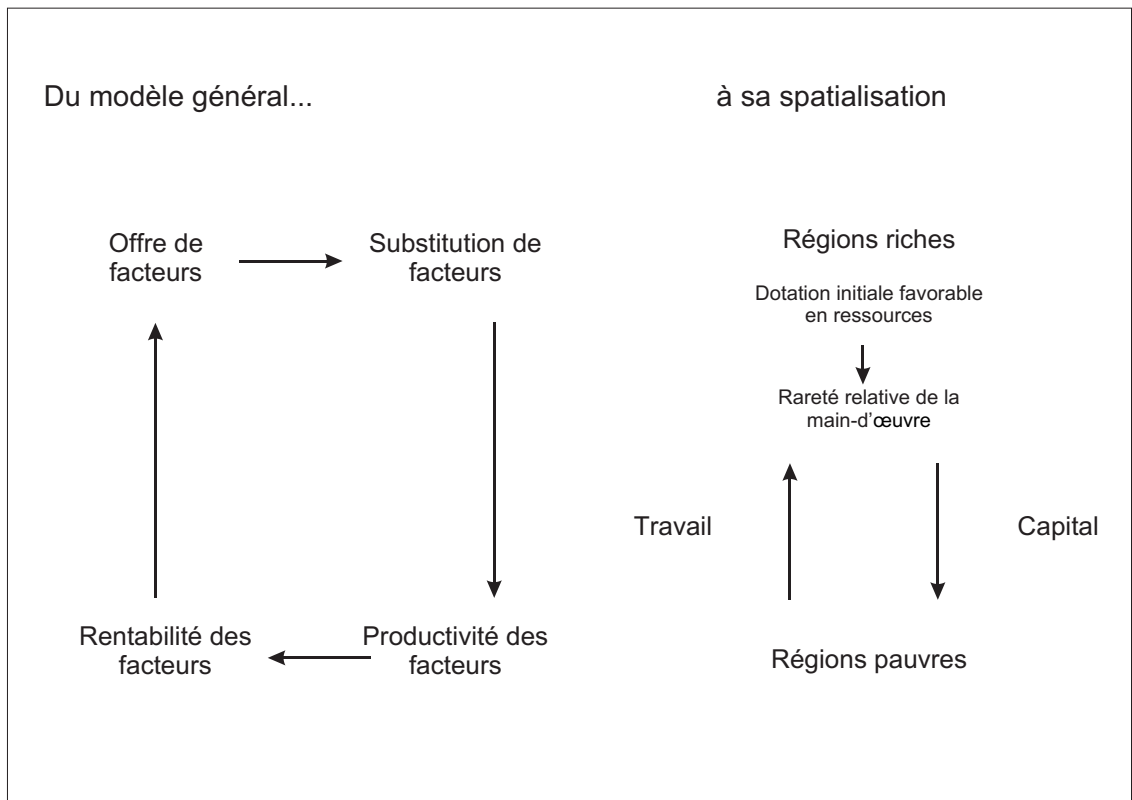 Du modèle général...
à sa spatialisation
Offre de
facteurs
Substitution de
facteurs
Rentabilité des
facteurs
Productivité des
facteurs
Régions riches
Dotation initiale favorable
en ressources
Rareté relative de la
main-d'œuvre
Travail
Capital
Régions pauvres